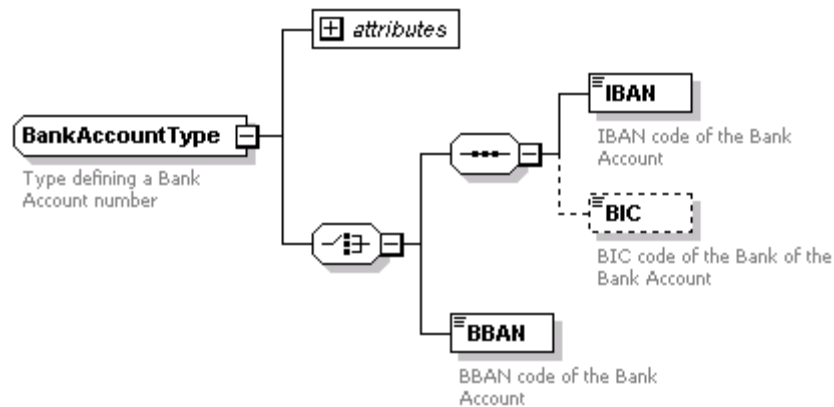 attributes
BankAccountType
Type defining a Bank
Account number
IBAN
IBAN code of the Bank
Account
BIC
BIC code of the Bank of the
Bank Account
BBAN
BBAN code of the Bank
Account